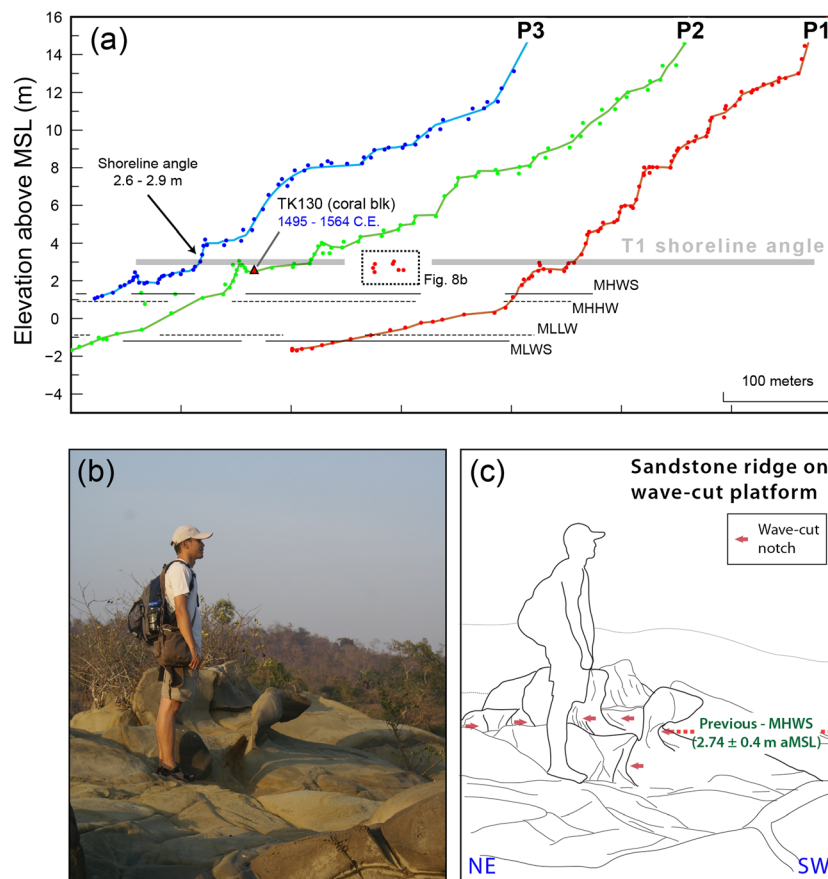 (a)
P3
P2
P1
16
14
12
10
8
6
4
2
0
−2
−4
Elevation above MSL (m)
Shoreline angle
2.6 - 2.9 m
TK130 (coral blk)
1495 - 1564 C.E.
T1 shoreline angle
Fig. 8b
MHWS
MHHW
MLLW
MLWS
100 meters
(b)
(c)
Sandstone ridge on
wave-cut platform
Wave-cut
notch
Previous - MHWS
(2.74 ± 0.4 m aMSL)
NE
SW